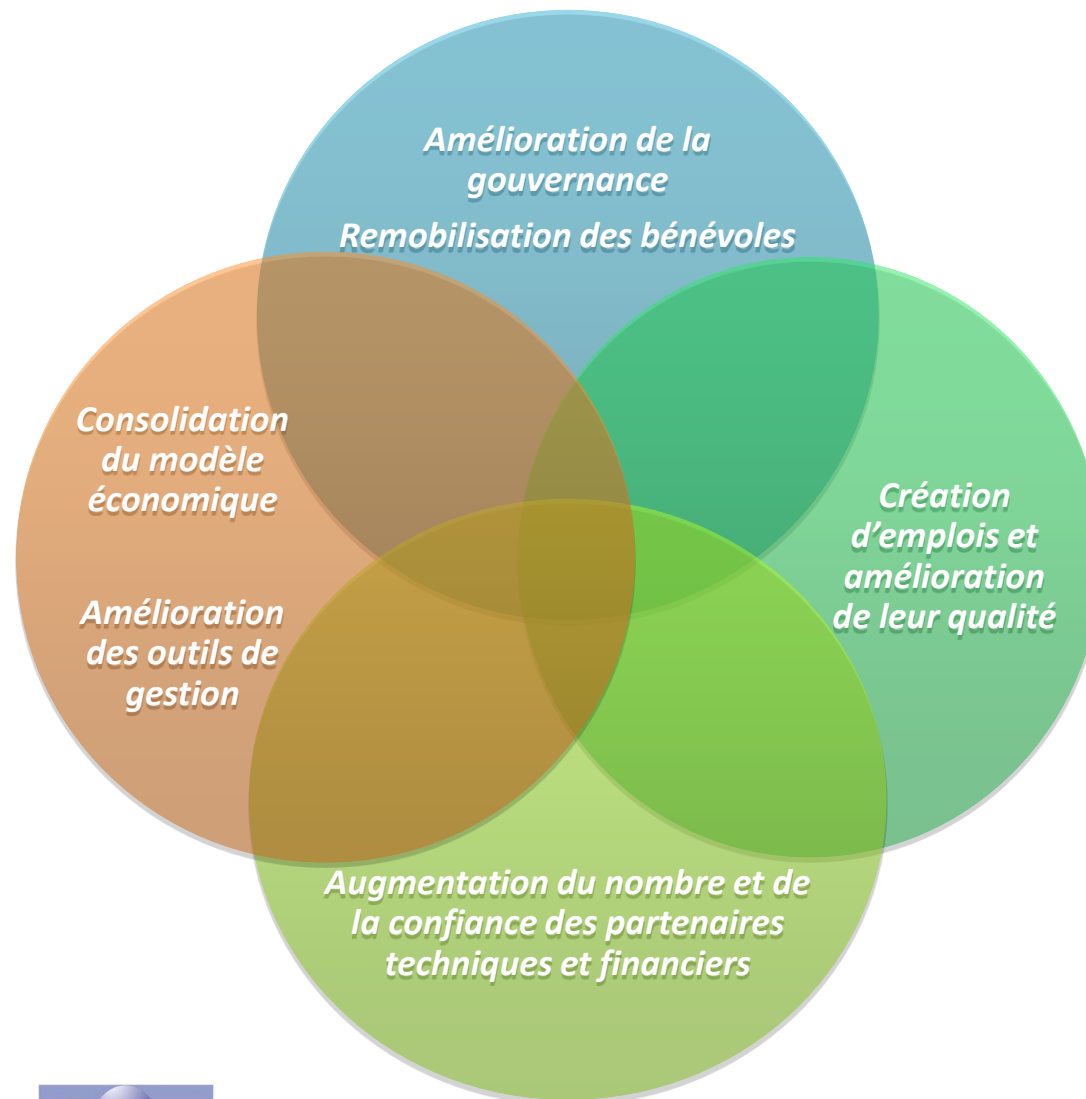 Amélioration de la
gouvernance
Remobilisation des bénévoles
Consolidation
du modèle
économique
Amélioration
des outils de
gestion
Création
d’emplois et
amélioration
de leur qualité
Augmentation du nombre et de
la confiance des partenaires
techniques et financiers